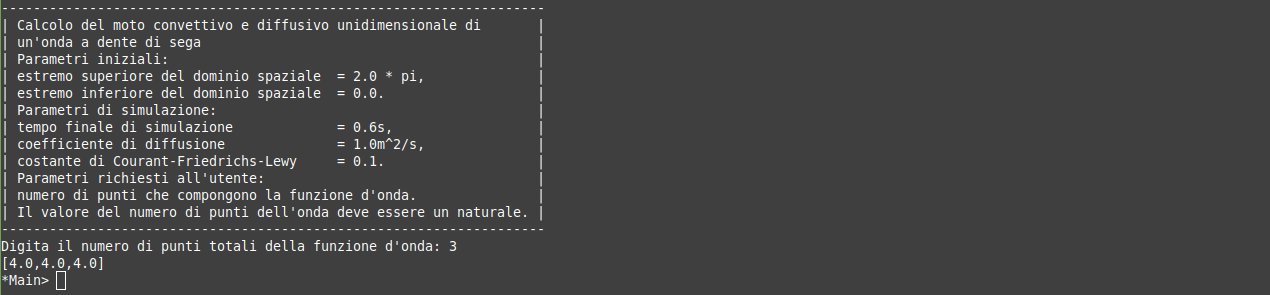 --------------------------------------------------------------------
| Calcolo del moto convettivo e diffusivo unidimensionale di       |
| un'onda a dente di sega                                          |
| Parametri iniziali:                                              |
| estremo superiore del dominio spaziale  = 2.0 * pi,              |
| estremo inferiore del dominio spaziale  = 0.0.                   |
| Parametri di simulazione:                                        |
| tempo finale di simulazione             = 0.6s,                  |
| coefficiente di diffusione              = 1.0m^2/s,              |
| costante di Courant-Friedrichs-Lewy     = 0.1.                   |
| Parametri richiesti all'utente:                                  |
| numero di punti che compongono la funzione d'onda.               |
| Il valore del numero di punti dell'onda deve essere un naturale. |
--------------------------------------------------------------------
Digita il numero di punti totali della funzione d'onda: 3
[4.0,4.0,4.0]
*Main>